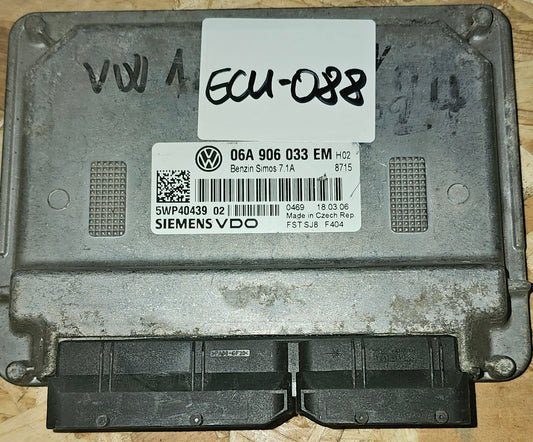 VW 1.
ECU-088
06A 906 033 EM H02
Benzin Simos 7.1A 8715
5WP40439 02
0469 18.03.06
Made in Czech Rep
SIEMENS VDO FST SJ8 F404